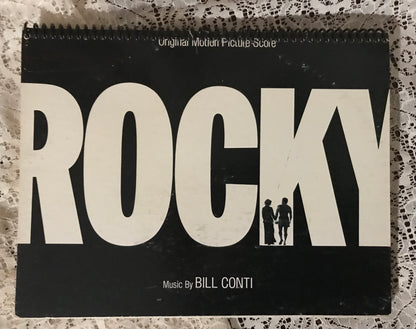 Original Motion Picture Score
ROCKY
Music By BILL CONTI